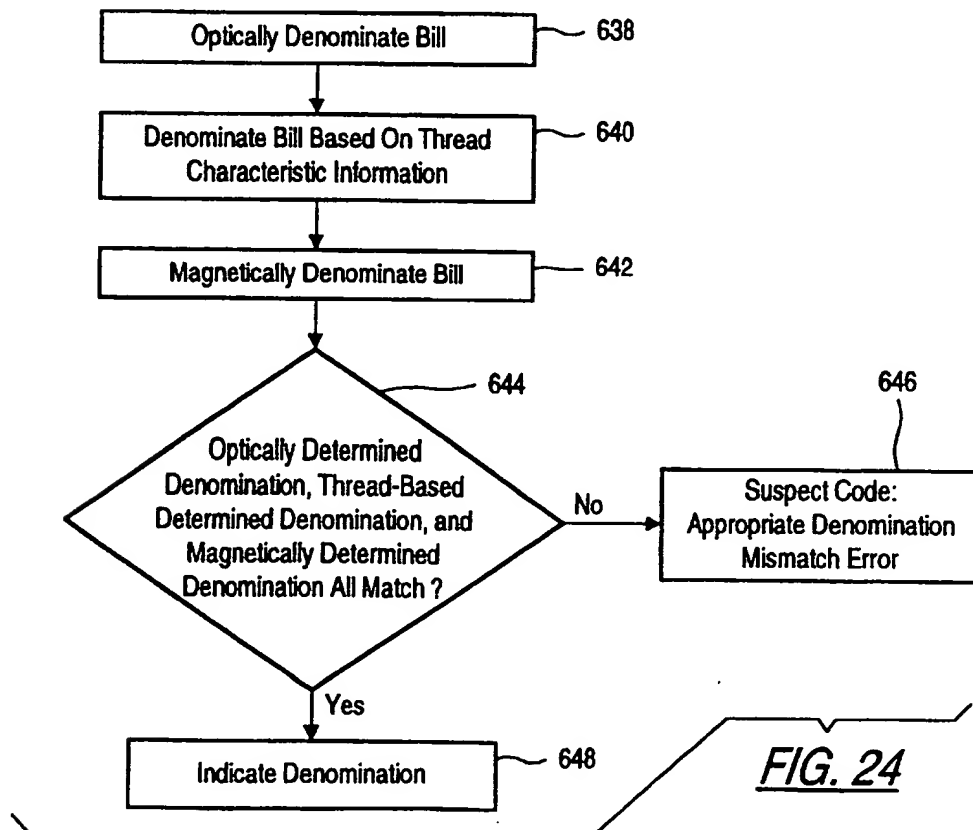 Optically Denominate Bill
638
Denominate Bill Based On Thread
Characteristic Information
640
Magnetically Denominate Bill
642
644
Optically Determined
Denomination, Thread-Based
Determined Denomination, and
Magnetically Determined
Denomination All Match ?
No
646
Suspect Code:
Appropriate Denomination
Mismatch Error
Yes
Indicate Denomination
648
FIG. 24